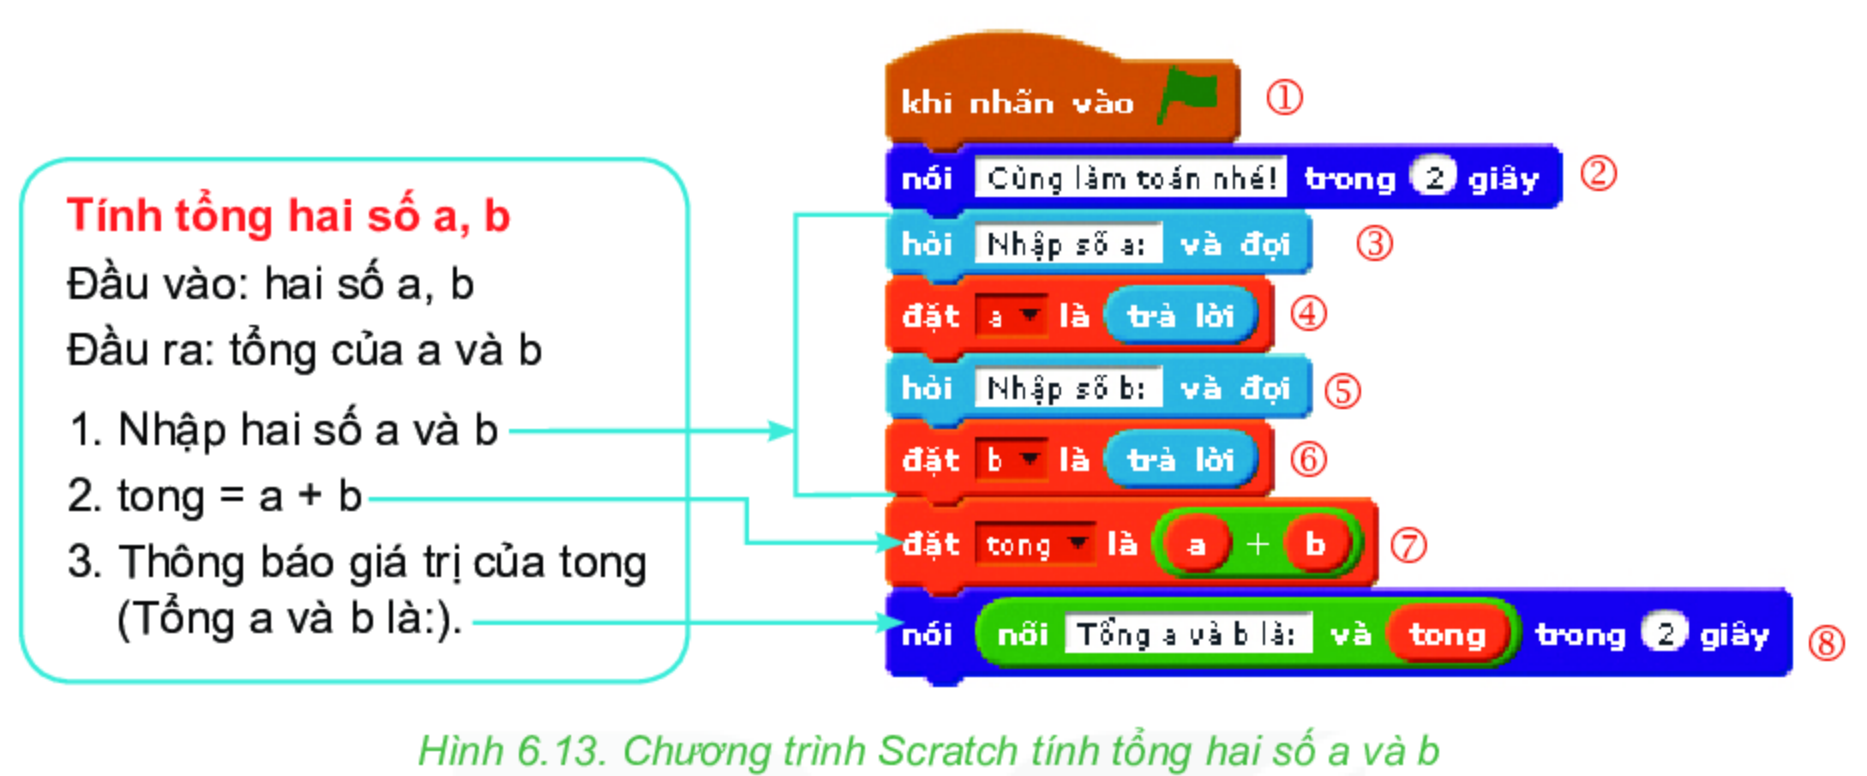 Tính tổng hai số a, b
Đầu vào: hai số a, b
Đầu ra: tổng của a và b
1. Nhập hai số a và b
2. tong = a + b
3. Thông báo giá trị của tong
(Tổng a và b là:).
khi nhấn vào ①
nói Cùng làm toán nhé! trong 2 giây ②
hỏi Nhập số a: và đợi ③
đặt a là trả lời ④
hỏi Nhập số b: và đợi ⑤
đặt b là trả lời ⑥
đặt tong là a + b ⑦
nói nối Tổng a và b là: và tong trong 2 giây ⑧
Hình 6.13. Chương trình Scratch tính tổng hai số a và b